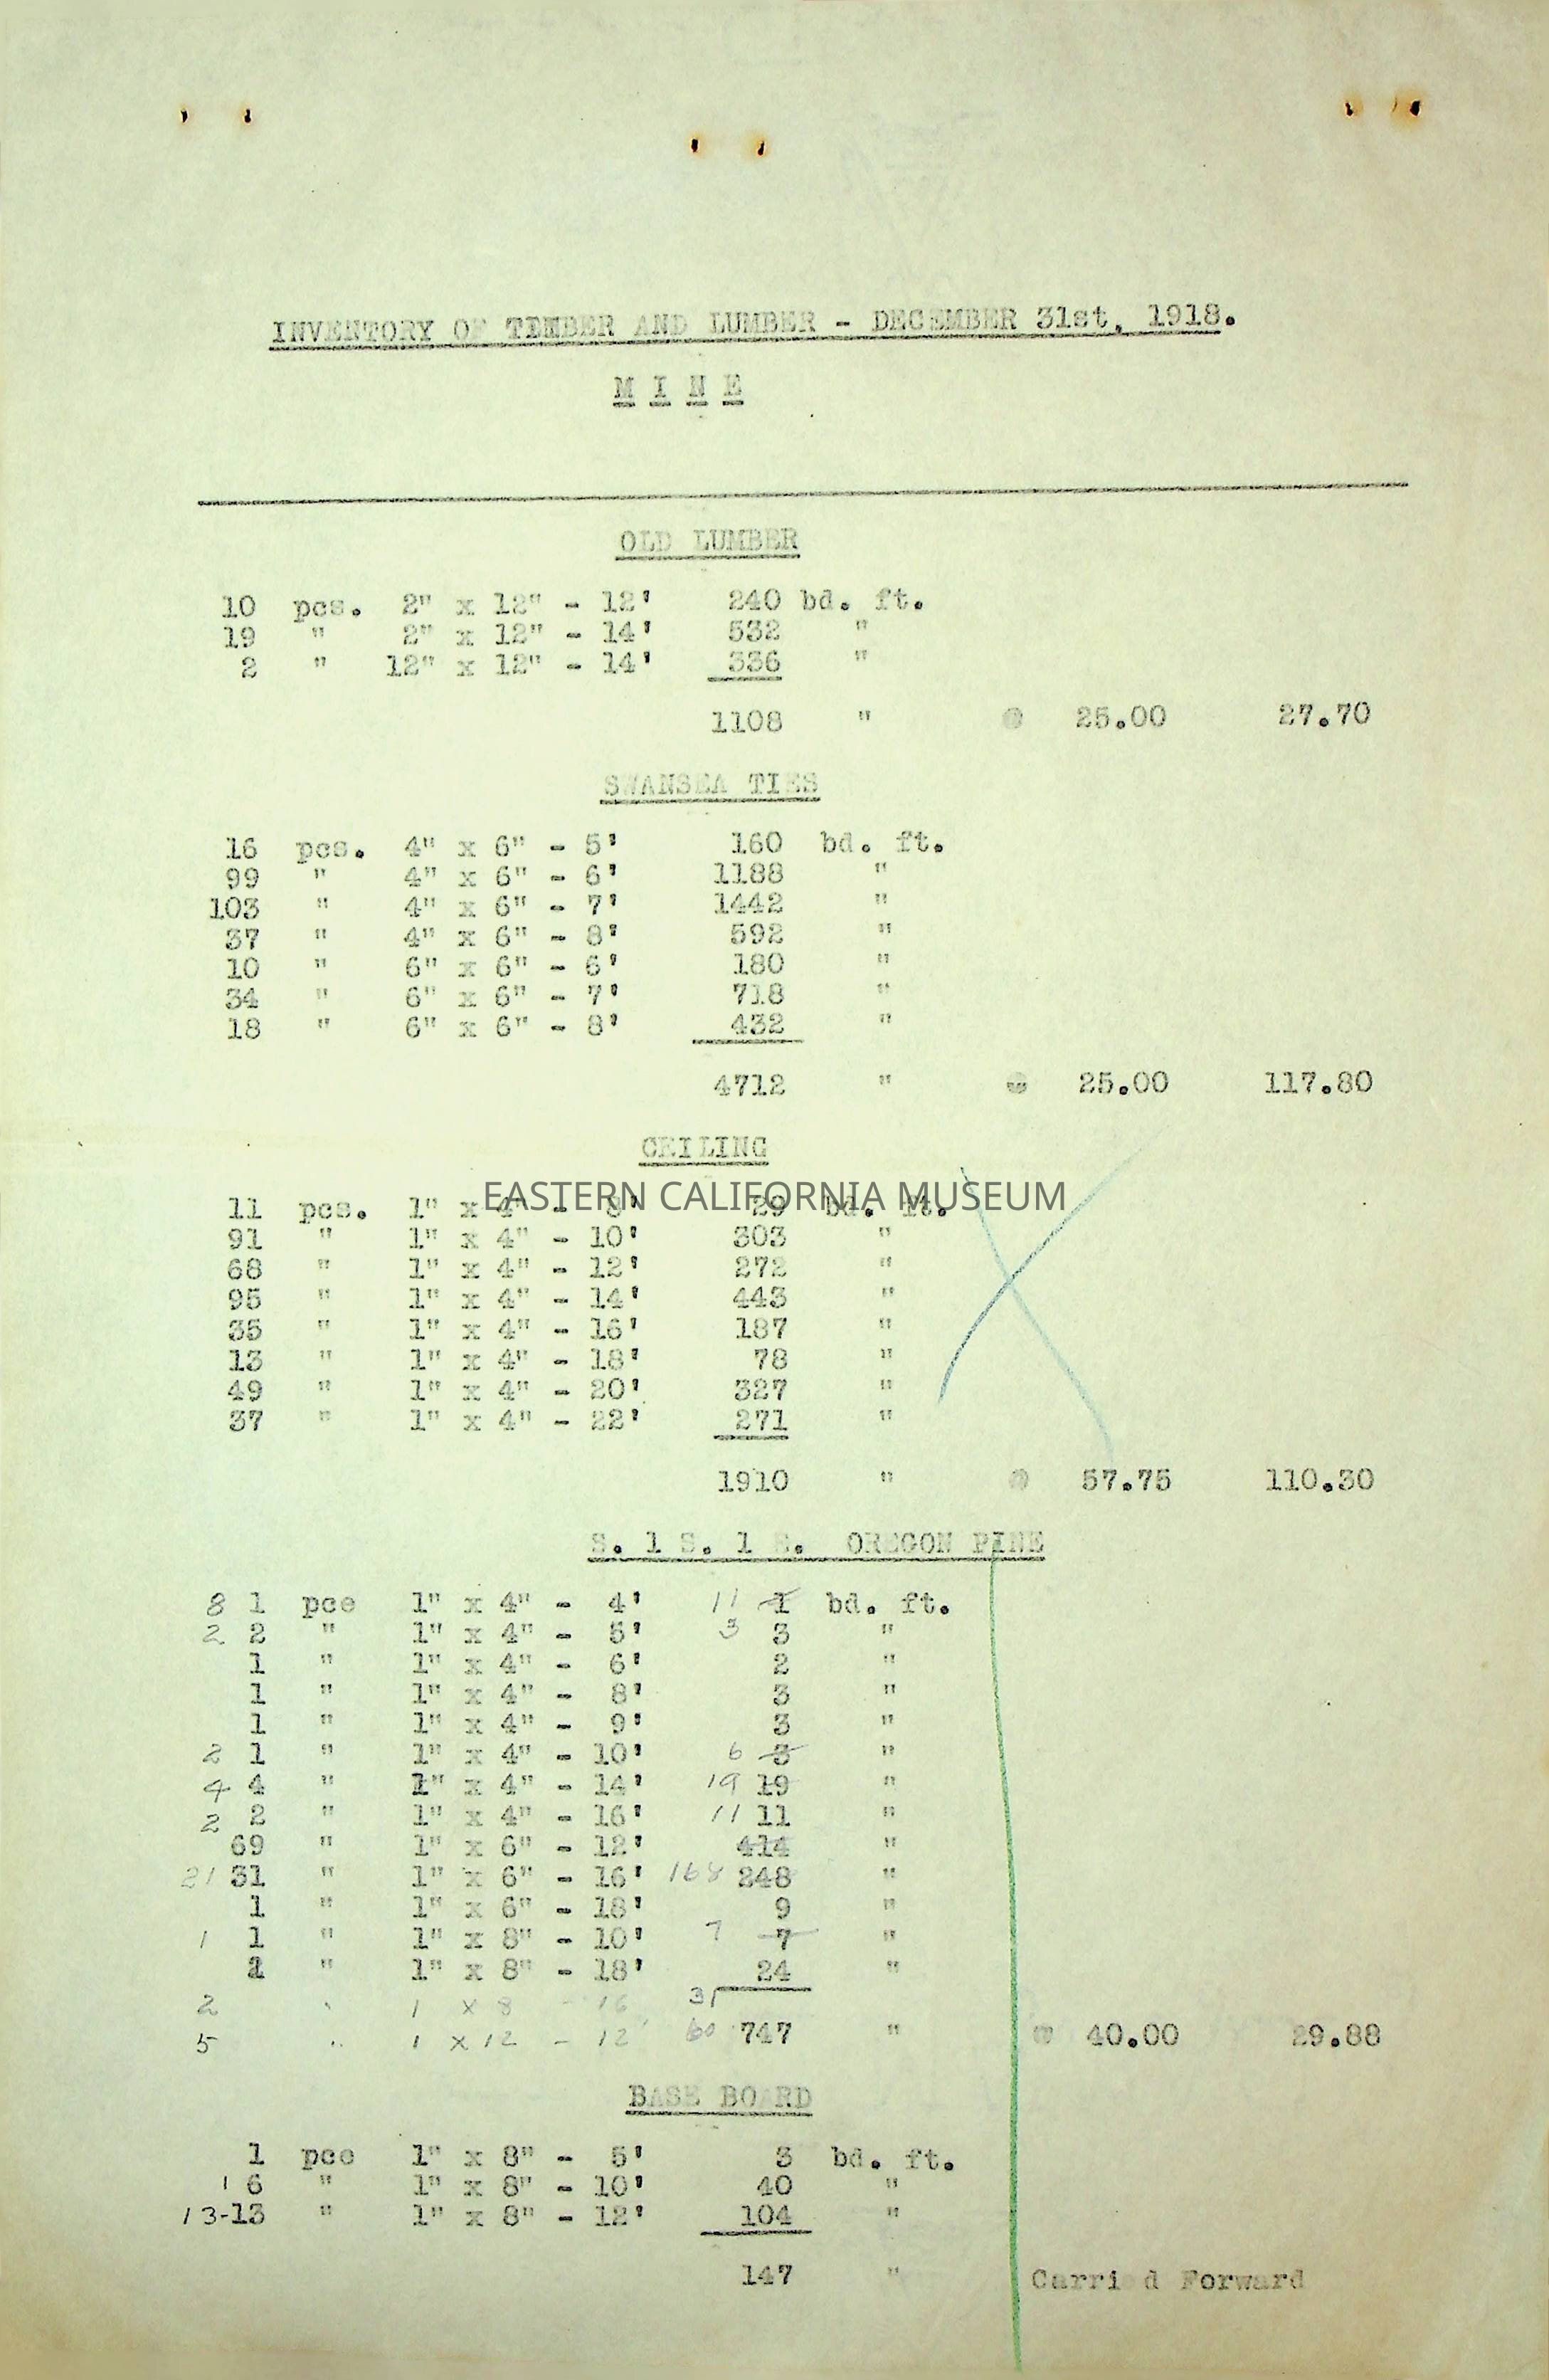 INVENTORY OF TIMBER AND LUMBER - DECEMBER 31st, 1918.
M I N E
OLD LUMBER
10 pcs. 2" x 12" - 12' 240 bd. ft.
19 " 2" x 12" - 14' 532 "
2 " 12" x 12" - 14' 336 "
1108 " @ 25.00 27.70
SWANSEA TIES
16 pcs. 4" x 6" - 5' 160 bd. ft.
99 " 4" x 6" - 6' 1188 "
103 " 4" x 6" - 7' 1442 "
37 " 4" x 6" - 8' 592 "
10 " 6" x 6" - 6' 180 "
34 " 6" x 6" - 7' 718 "
18 " 6" x 6" - 8' 432 "
4712 " @ 25.00 117.80
CEILING
EASTERN CALIFORNIA MUSEUM
11 pcs. 1" x 4" - 8' 29 bd. ft.
91 " 1" x 4" - 10' 303 "
68 " 1" x 4" - 12' 272 "
95 " 1" x 4" - 14' 443 "
35 " 1" x 4" - 16' 187 "
13 " 1" x 4" - 18' 78 "
49 " 1" x 4" - 20' 327 "
37 " 1" x 4" - 22' 271 "
1910 " @ 57.75 110.30
S. 1 S. 1 E. OREGON PINE
8 1 pce 1" x 4" - 4' 11 1 bd. ft.
2 2 " 1" x 4" - 5' 3 3 "
1 " 1" x 4" - 6' 2 "
1 " 1" x 4" - 8' 3 "
1 " 1" x 4" - 9' 3 "
2 1 " 1" x 4" - 10' 6 3 "
4 4 " 1" x 4" - 14' 19 19 "
2 2 " 1" x 4" - 16' 11 11 "
69 " 1" x 6" - 12' 414 "
21 31 " 1" x 6" - 16' 168 248 "
1 " 1" x 6" - 18' 9 "
1 1 " 1" x 8" - 10' 7 7 "
" 1" x 8" - 18' 24 "
2 " 1 x 8 - 16 31
5 " 1 x 12 - 12' 60 747 " @ 40.00 29.88
BASE BOARD
1 pce 1" x 8" - 5' 3 bd. ft.
1 6 " 1" x 8" - 10' 40 "
13-13 " 1" x 8" - 12' 104 "
147 " Carried Forward